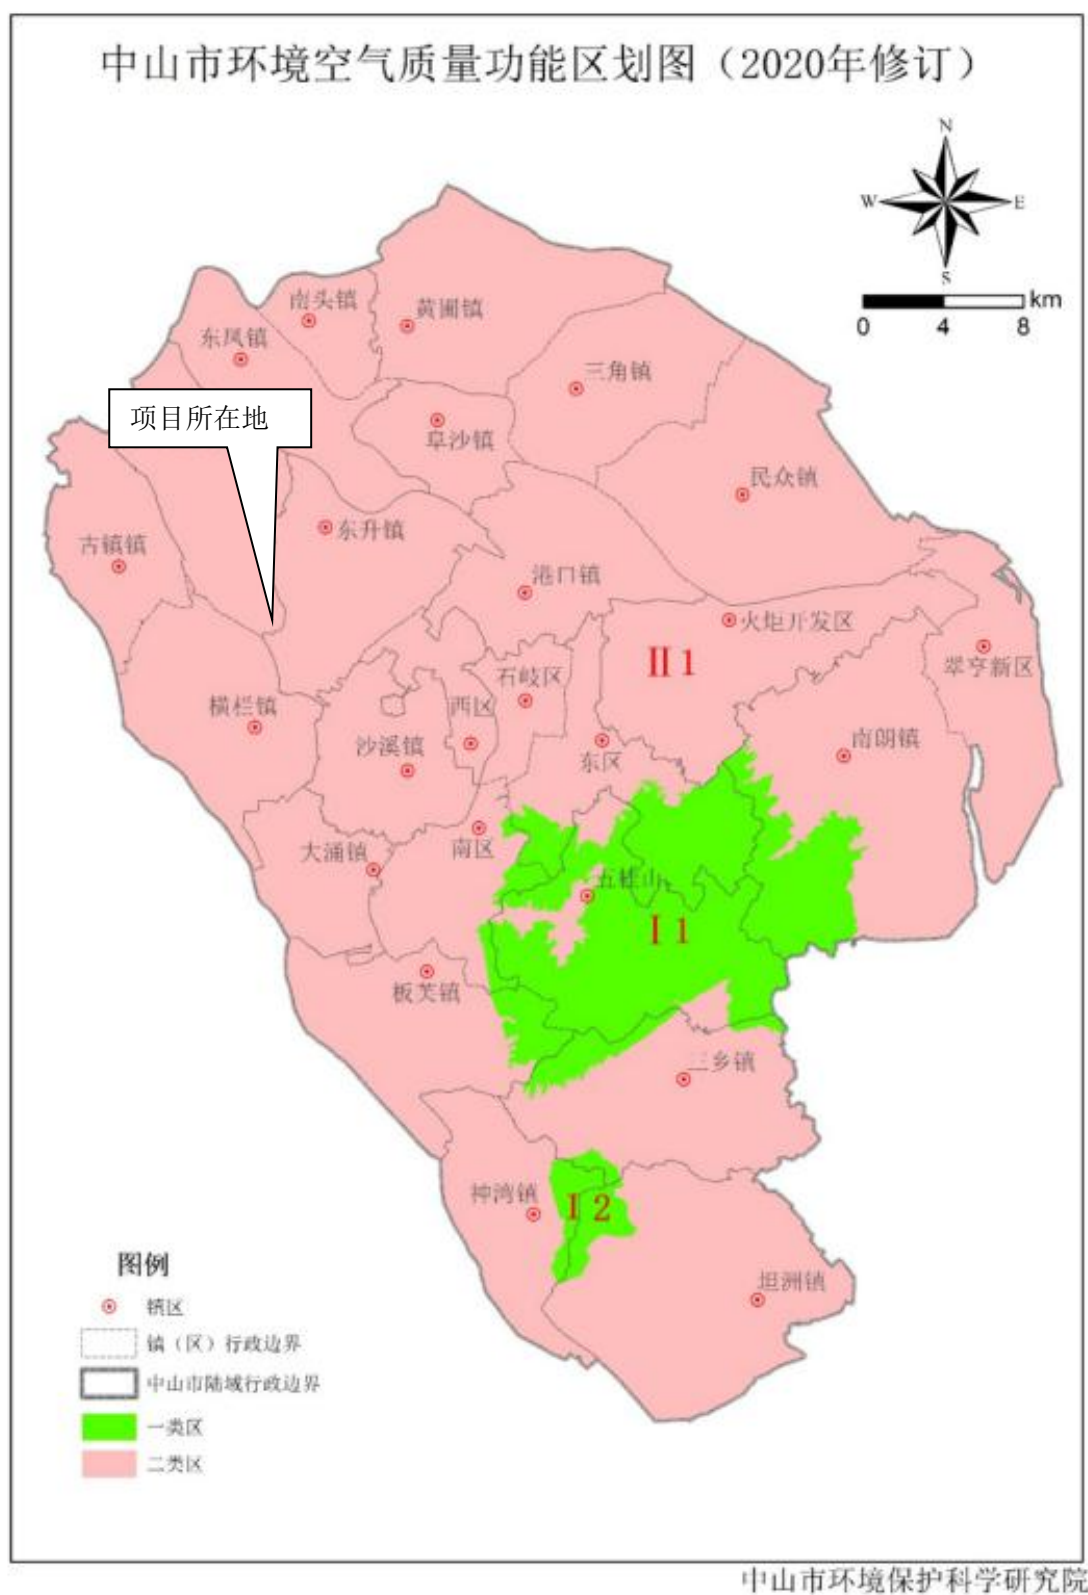 中山市环境空气质量功能区划图（2020年修订）
N
W
E
S
km
0 4 8
南头镇
黄圃镇
东凤镇
三角镇
项目所在地
阜沙镇
民众镇
东升镇
古镇镇
港口镇
火炬开发区
II 1
翠亨新区
石岐区
横栏镇
西区
沙溪镇
南朗镇
东区
大涌镇
南区
五桂山
I 1
板芙镇
三乡镇
神湾镇
I 2
坦洲镇
图例
镇区
镇（区）行政边界
中山市陆域行政边界
一类区
二类区
中山市环境保护科学研究院